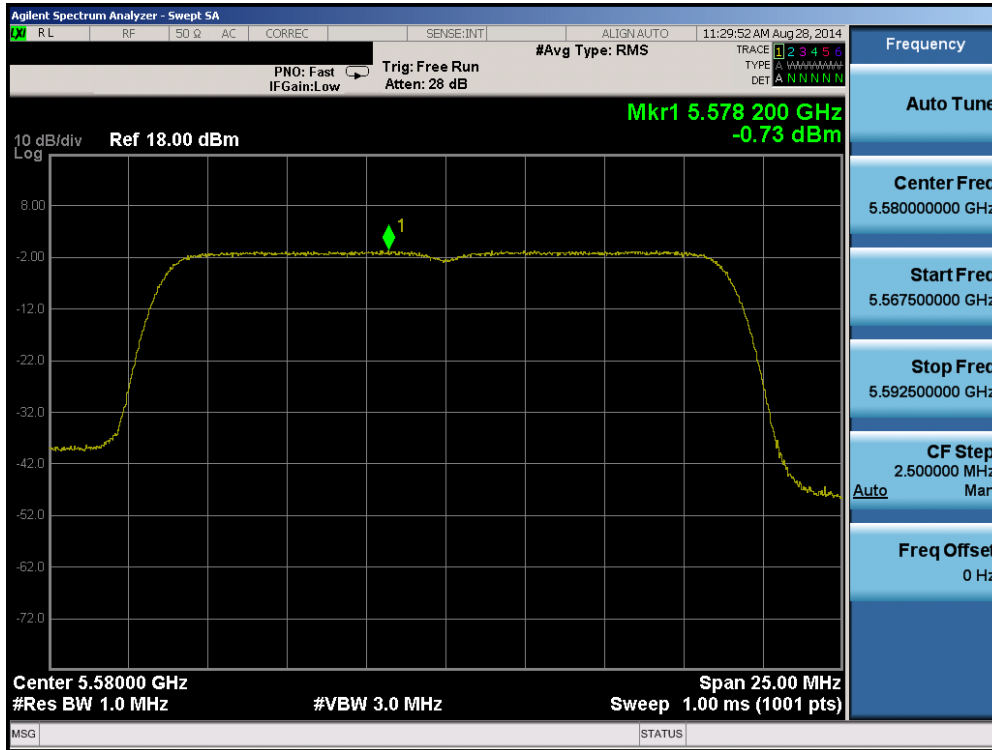 Agilent Spectrum Analyzer - Swept SA
LXI RL RF 50 Ω AC CORREC SENSE:INT ALIGN AUTO 11:29:52 AM Aug 28, 2014
#Avg Type: RMS TRACE 1 2 3 4 5 6
PNO: Fast Trig: Free Run TYPE A
IFGain:Low Atten: 28 dB DET A N N N N N
Mkr1 5.578 200 GHz
-0.73 dBm
10 dB/div Ref 18.00 dBm
Log
1
8.00
-2.00
-12.0
-22.0
-32.0
-42.0
-52.0
-62.0
-72.0
Center 5.58000 GHz Span 25.00 MHz
#Res BW 1.0 MHz #VBW 3.0 MHz Sweep 1.00 ms (1001 pts)
MSG STATUS
Frequency
Auto Tune
Center Freq
5.580000000 GHz
Start Freq
5.567500000 GHz
Stop Freq
5.592500000 GHz
CF Step
2.500000 MHz
Auto Man
Freq Offset
0 Hz